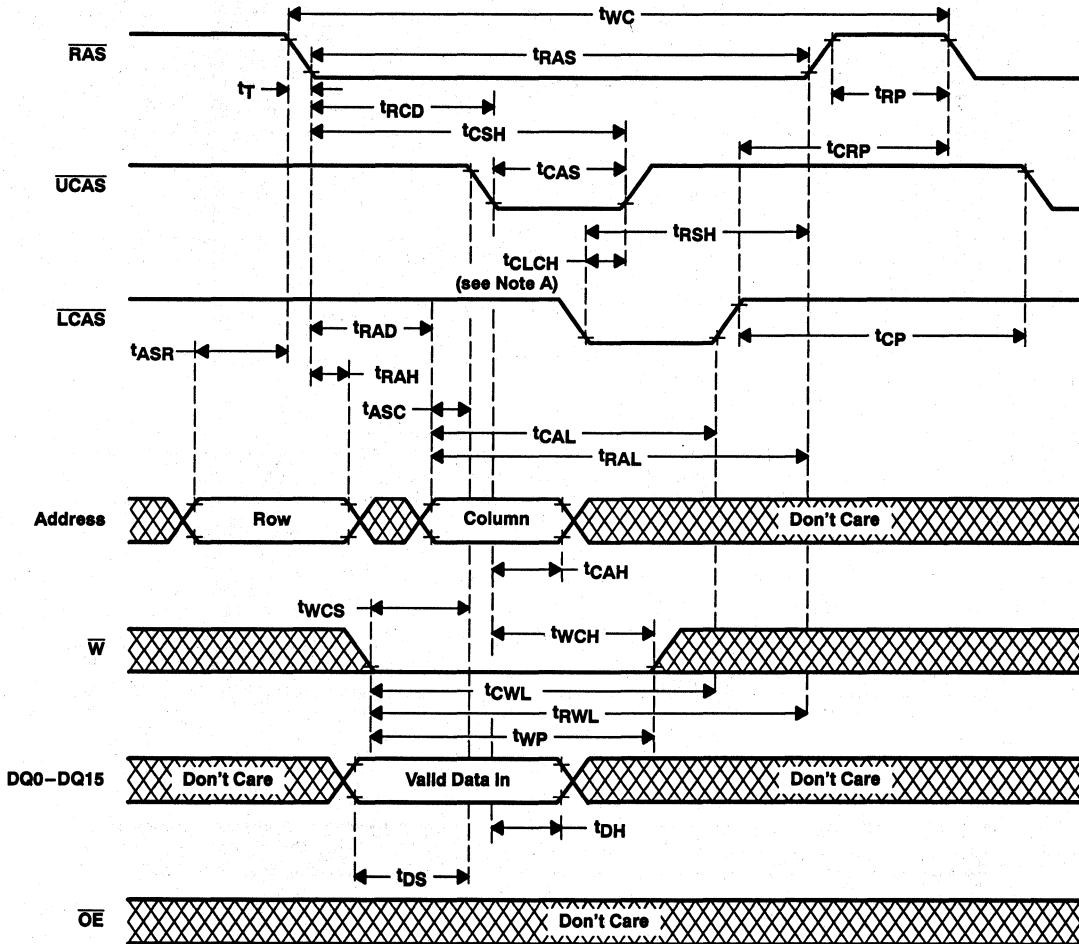 tWC
RAS
tRAS
tT
tRP
tRCD
tCSH
tCRP
UCAS
tCAS
tRSH
tCLCH
(see Note A)
LCAS
tRAD
tCP
tASR
tRAH
tASC
tCAL
tRAL
Address
Row
Column
Don't Care
tCAH
tWCS
tWCH
W
tCWL
tRWL
tWP
DQ0–DQ15
Don't Care
Valid Data In
Don't Care
tDH
tDS
OE
Don't Care